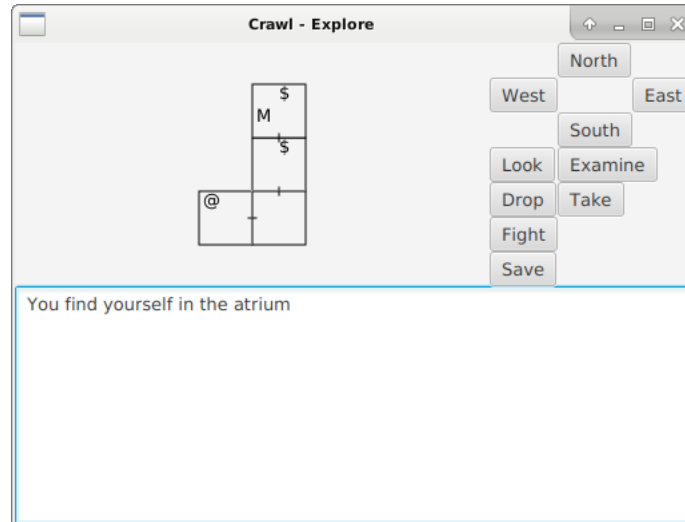 Crawl - Explore
North
West East
South
Look Examine
Drop Take
Fight
Save
$
M
$
@
You find yourself in the atrium